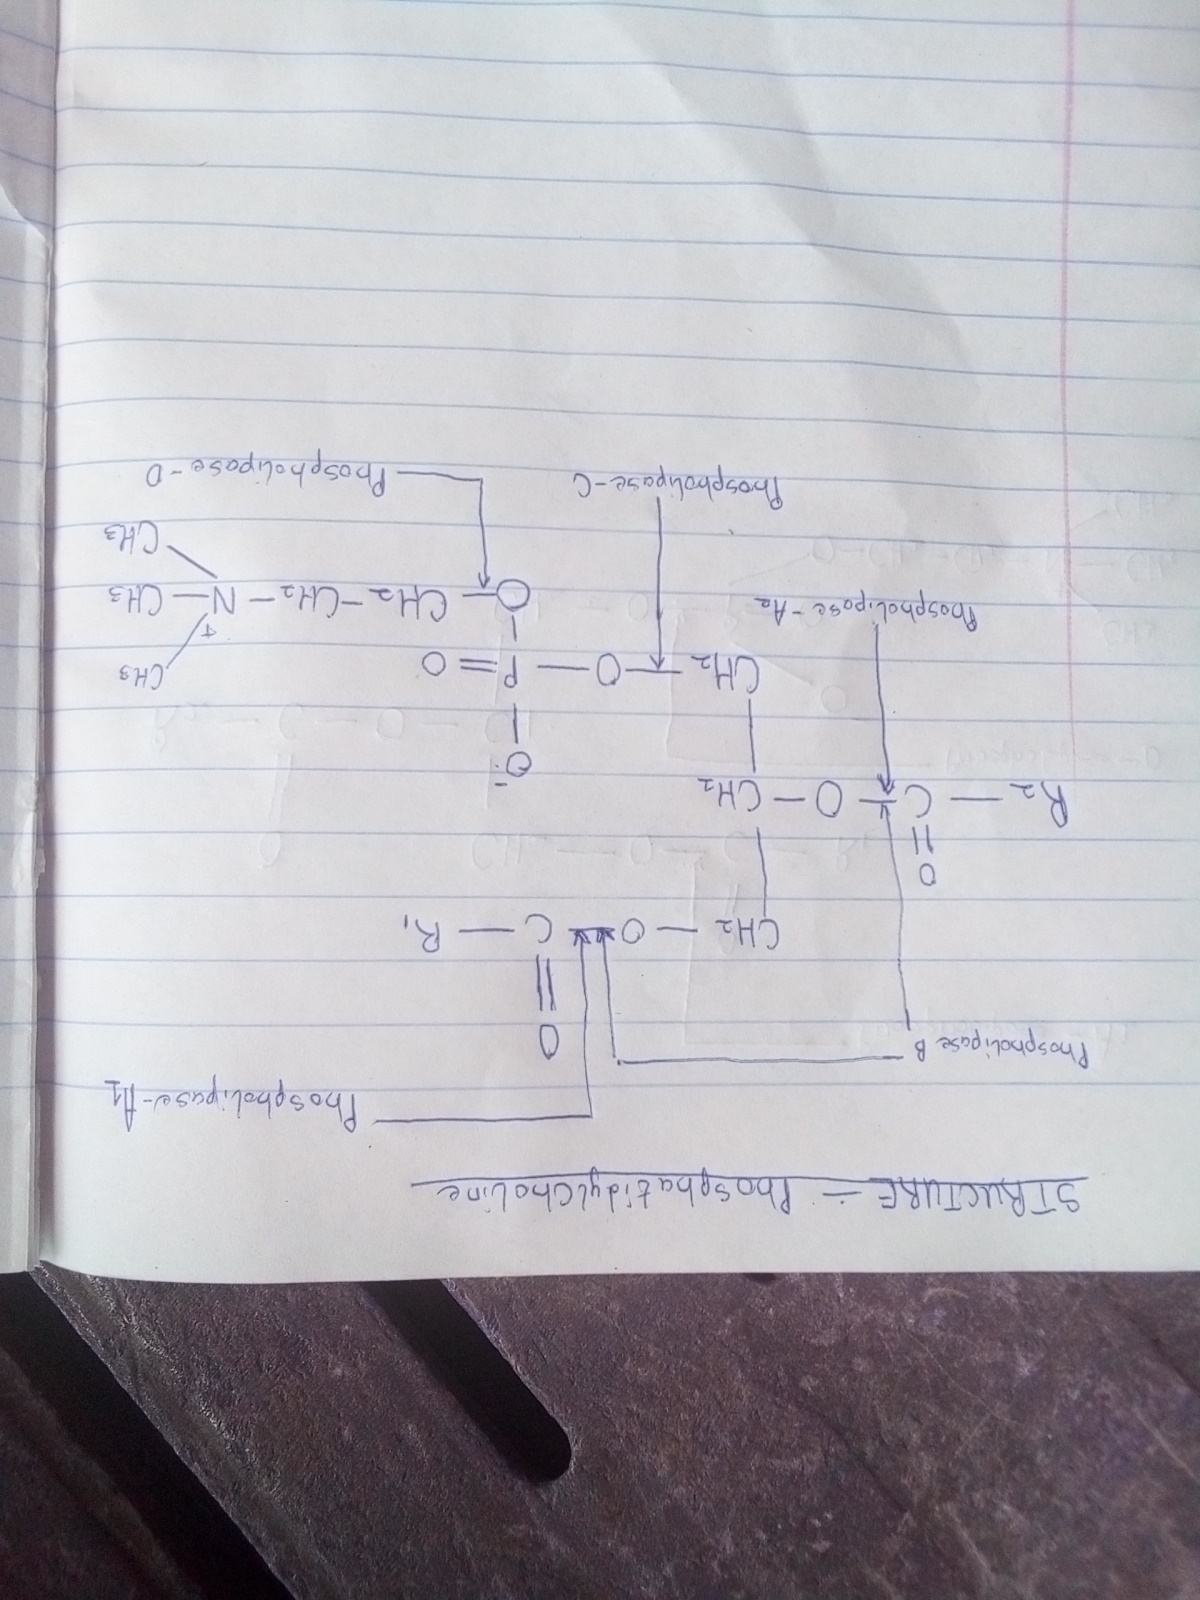 STRUCTURE ÷ Phosphatidylcholine
Phospholipase-A1
Phospholipase B
O
O
CH2 — O — C — R1
R2 — C — O — CH2
O-
CH2 — O — P = O
CH3
O — CH2 - CH2 - N+ — CH3
CH3
Phospholipase-A2
Phospholipase-C
Phospholipase-D